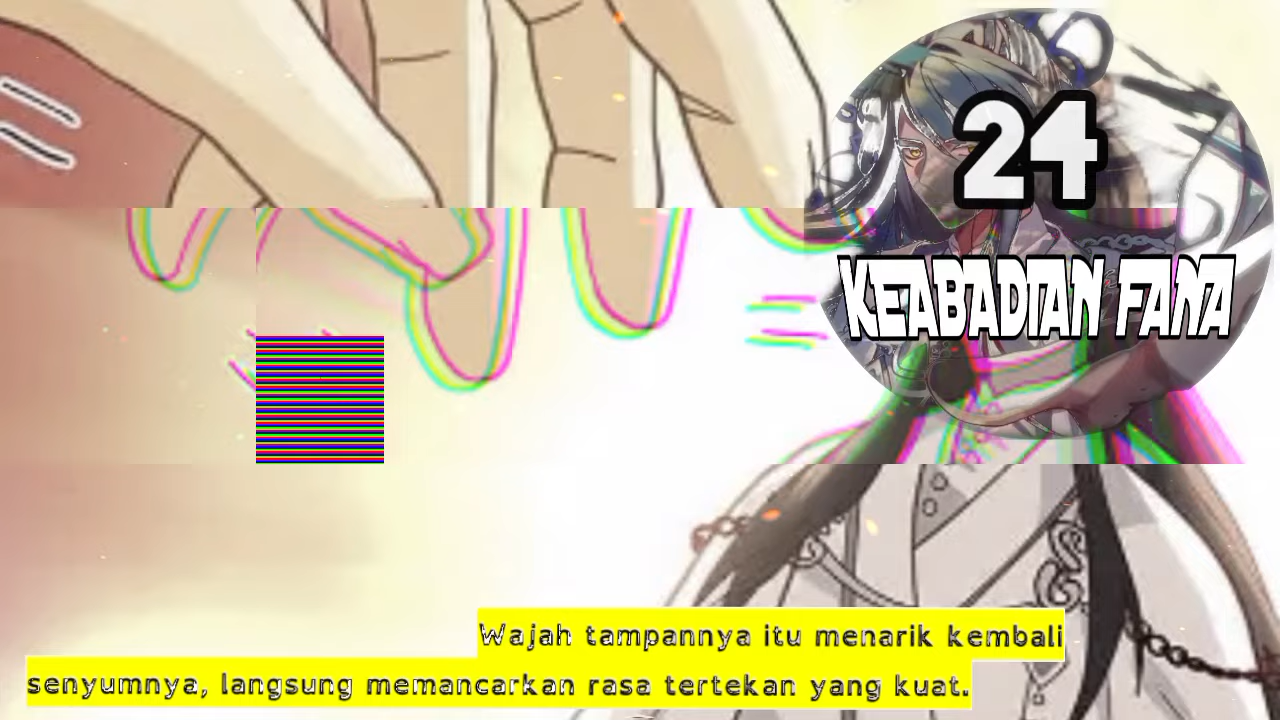 24
KEABADIAN FANA
Wajah tampannya itu menarik kembali
senyumnya, langsung memancarkan rasa tertekan yang kuat.